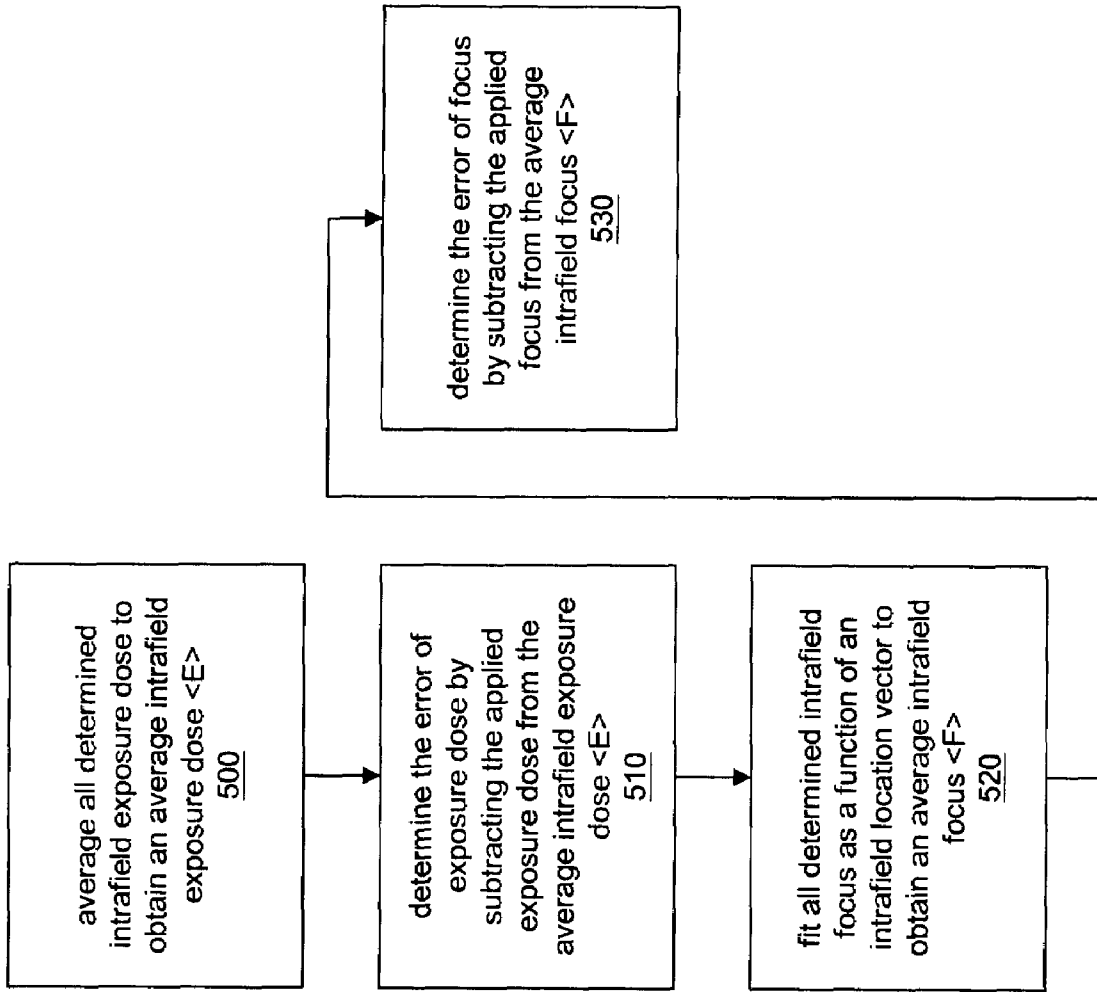 average all determined
intrafield exposure dose to
obtain an average intrafield
exposure dose <E>
500
determine the error of
exposure dose by
subtracting the applied
exposure dose from the
average intrafield exposure
dose <E>
510
fit all determined intrafield
focus as a function of an
intrafield location vector to
obtain an average intrafield
focus <F>
520
determine the error of focus
by subtracting the applied
focus from the average
intrafield focus <F>
530